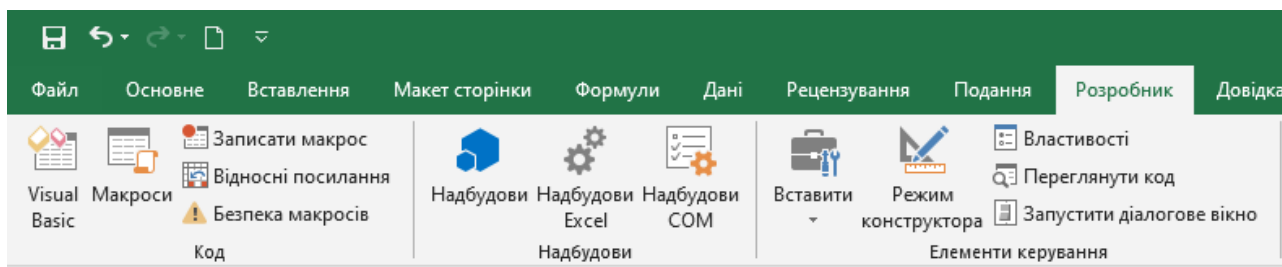 Файл Основне Вставлення Макет сторінки Формули Дані Рецензування Подання Розробник Довідка
Visual Basic
Макроси
Записати макрос
Відносні посилання
Безпека макросів
Код
Надбудови
Надбудови Excel
Надбудови COM
Надбудови
Вставити
Режим конструктора
Властивості
Переглянути код
Запустити діалогове вікно
Елементи керування